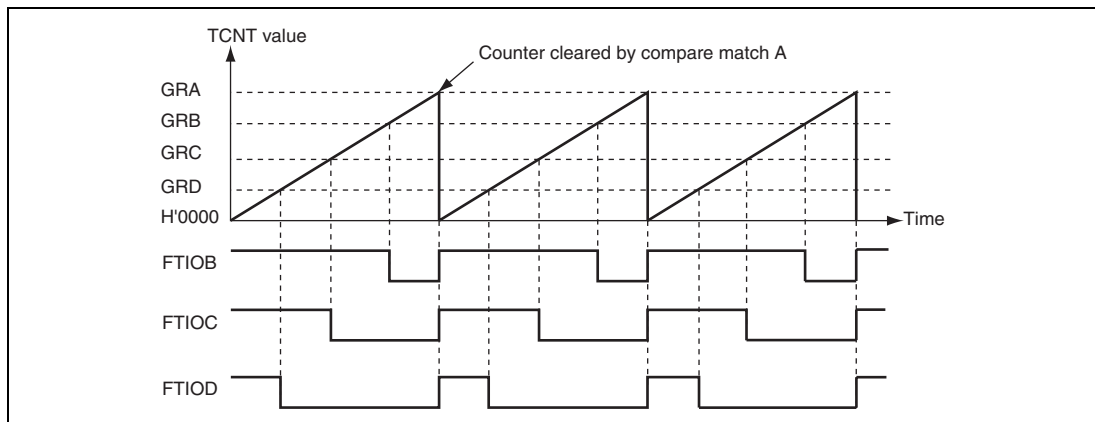 TCNT value
Counter cleared by compare match A
GRA
GRB
GRC
GRD
H'0000
Time
FTIOB
FTIOC
FTIOD